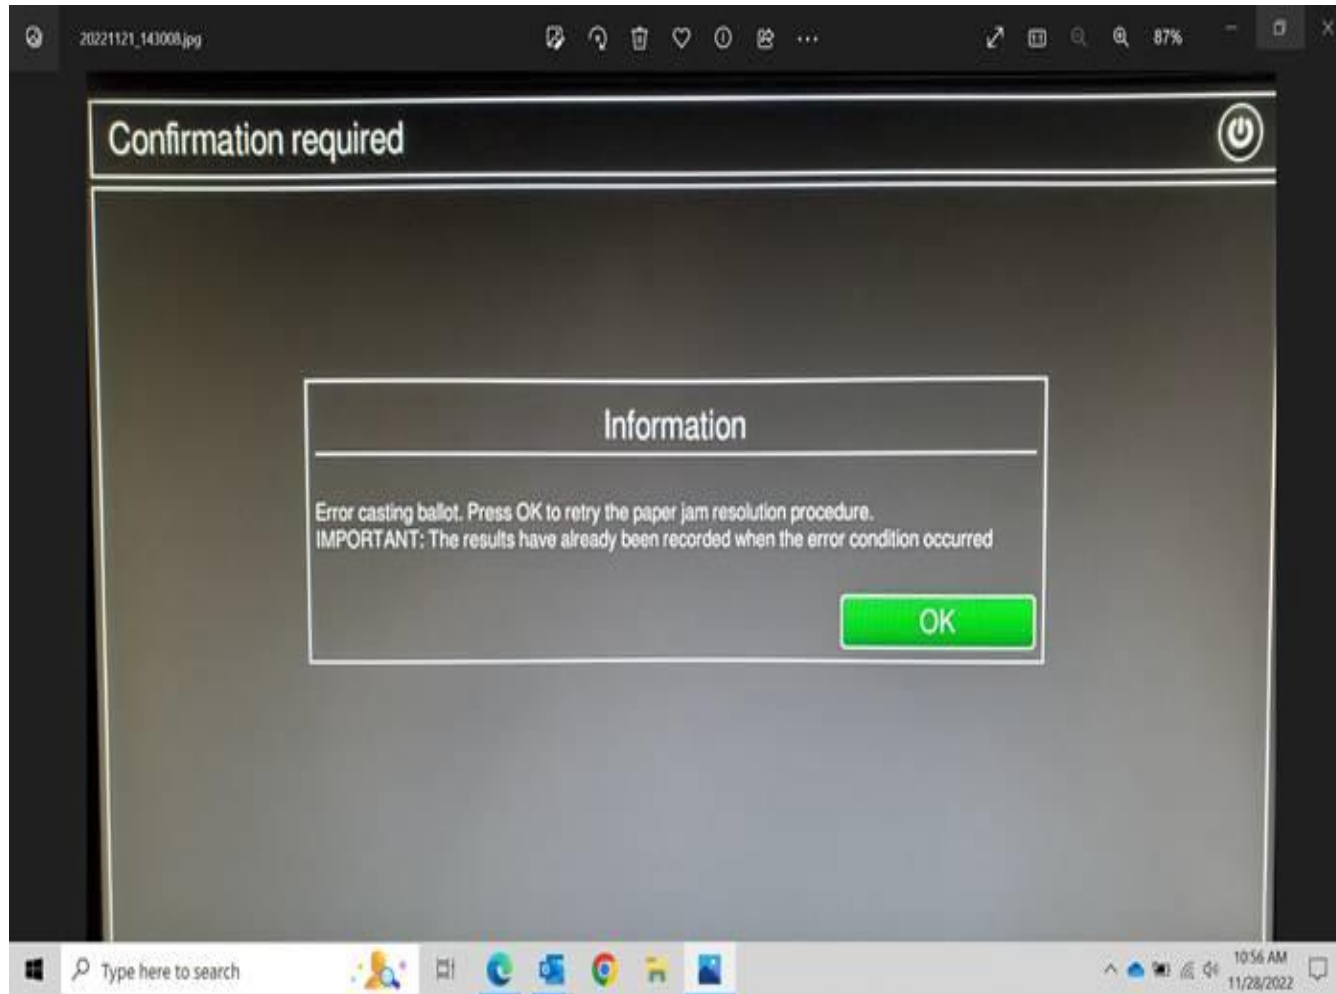 20221121_143008.jpg
87%
Confirmation required
Information
Error casting ballot. Press OK to retry the paper jam resolution procedure.
IMPORTANT: The results have already been recorded when the error condition occurred
OK
Type here to search
10:56 AM
11/28/2022